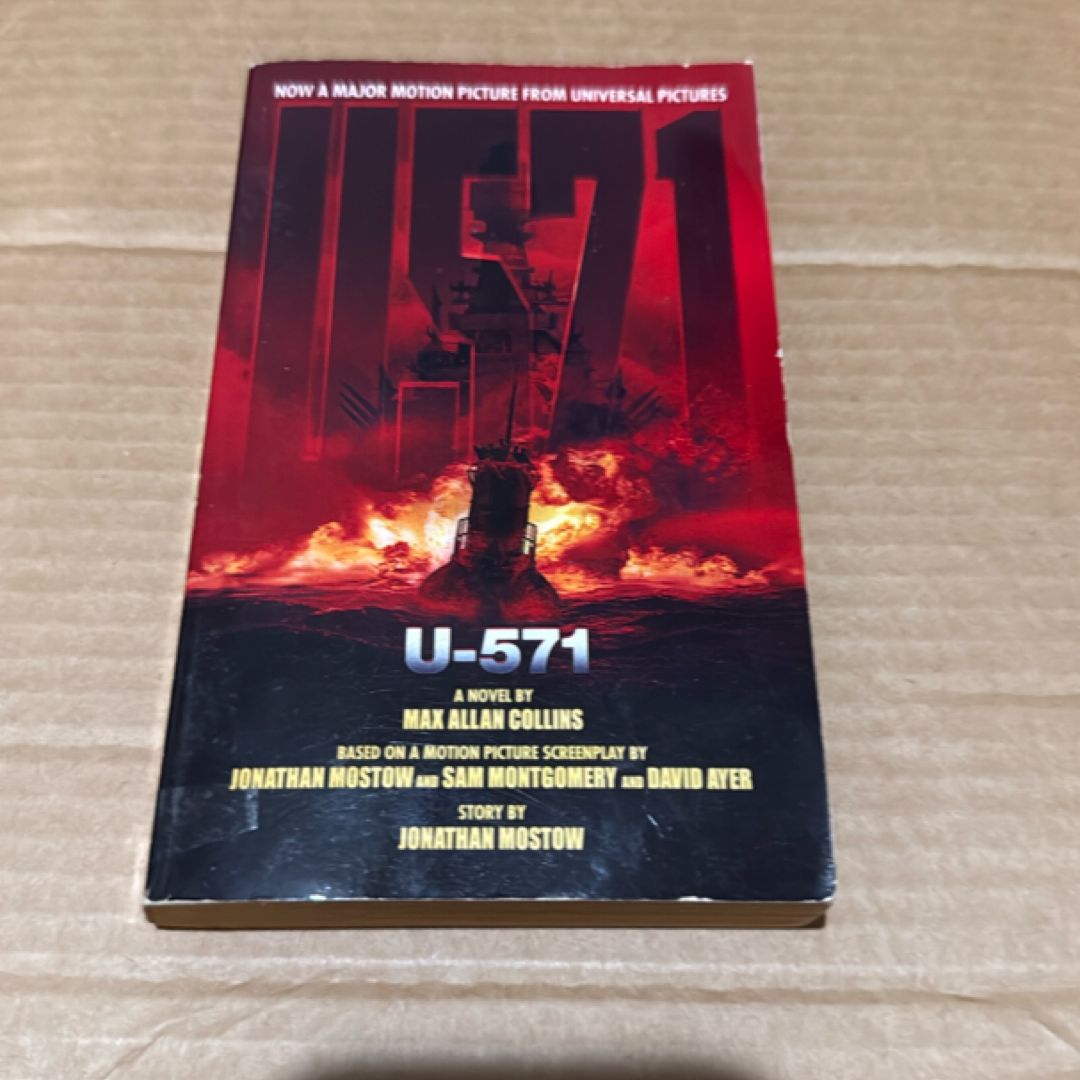 NOW A MAJOR MOTION PICTURE FROM UNIVERSAL PICTURES
U-571
U-571
A NOVEL BY
MAX ALLAN COLLINS
BASED ON A MOTION PICTURE SCREENPLAY BY
JONATHAN MOSTOW AND SAM MONTGOMERY AND DAVID AYER
STORY BY
JONATHAN MOSTOW